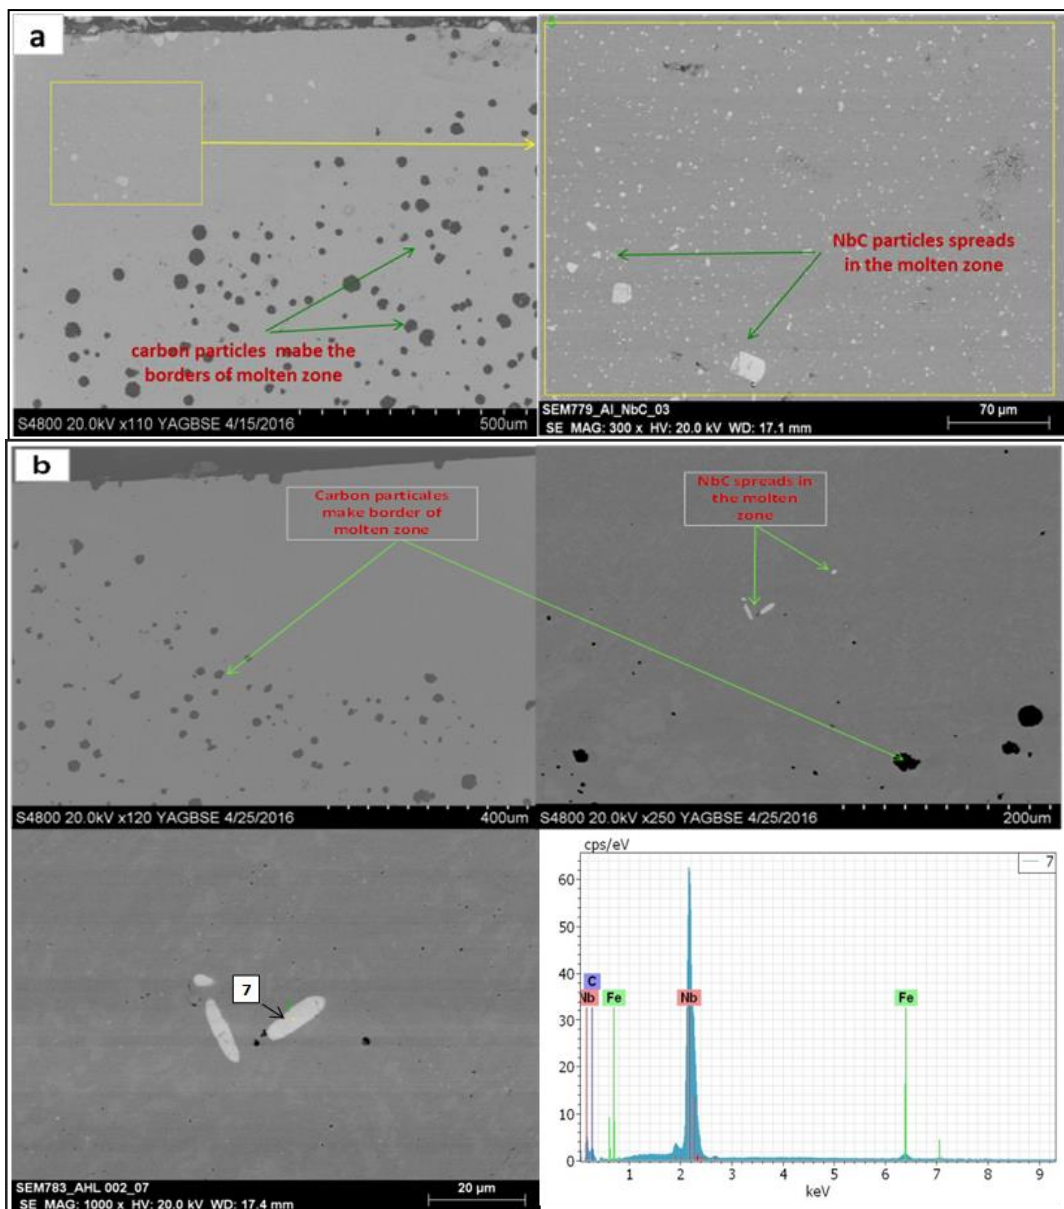 a
carbon particles mabe the
borders of molten zone
S4800 20.0kV x110 YAGBSE 4/15/2016 500um
NbC particles spreads
in the molten zone
SEM779_Al_NbC_03
SE MAG: 300 x HV: 20.0 kV WD: 17.1 mm
70 µm
b
Carbon particales
make border of
molten zone
S4800 20.0kV x120 YAGBSE 4/25/2016 400um
NbC spreads in
the molten
zone
S4800 20.0kV x250 YAGBSE 4/25/2016 200um
7
SEM783_AHL 002_07
SE MAG: 1000 x HV: 20.0 kV WD: 17.4 mm
20 µm
cps/eV
7
60
50
40
30
20
10
0
C
Nb Fe Nb Fe
1 2 3 4 5 6 7 8 9
keV